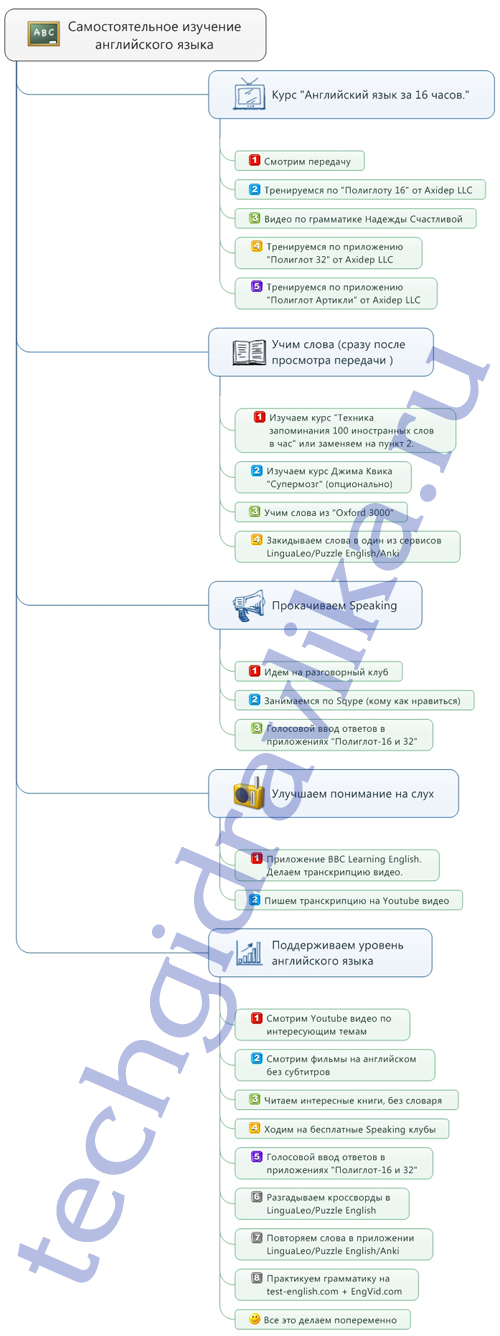 ABC
Самостоятельное изучение
английского языка
Курс "Английский язык за 16 часов."
1 Смотрим передачу
2 Тренируемся по "Полиглоту 16" от Axidep LLC
3 Видео по грамматике Надежды Счастливой
4 Тренируемся по приложению
"Полиглот 32" от Axidep LLC
5 Тренируемся по приложению
"Полиглот Артикли" от Axidep LLC
Учим слова (сразу после
просмотра передачи )
1 Изучаем курс "Техника
запоминания 100 иностранных слов
в час" или заменяем на пункт 2.
2 Изучаем курс Джима Квика
"Супермозг" (опционально)
3 Учим слова из "Oxford 3000"
4 Закидываем слова в один из сервисов
LinguaLeo/Puzzle English/Anki
Прокачиваем Speaking
1 Идем на разговорный клуб
2 Занимаемся по Sqype (кому как нравиться)
3 Голосовой ввод ответов в
приложениях "Полиглот-16 и 32"
Улучшаем понимание на слух
1 Приложение BBC Learning English.
Делаем транскрипцию видео.
2 Пишем транскрипцию на Youtube видео
Поддерживаем уровень
английского языка
1 Смотрим Youtube видео по
интересующим темам
2 Смотрим фильмы на английском
без субтитров
3 Читаем интересные книги, без словаря
4 Ходим на бесплатные Speaking клубы
5 Голосовой ввод ответов в
приложениях "Полиглот-16 и 32"
6 Разгадываем кроссворды в
LinguaLeo/Puzzle English
7 Повторяем слова в приложении
LinguaLeo/Puzzle English/Anki
8 Практикуем грамматику на
test-english.com + EngVid.com
Все это делаем попеременно
techgidravlika.ru